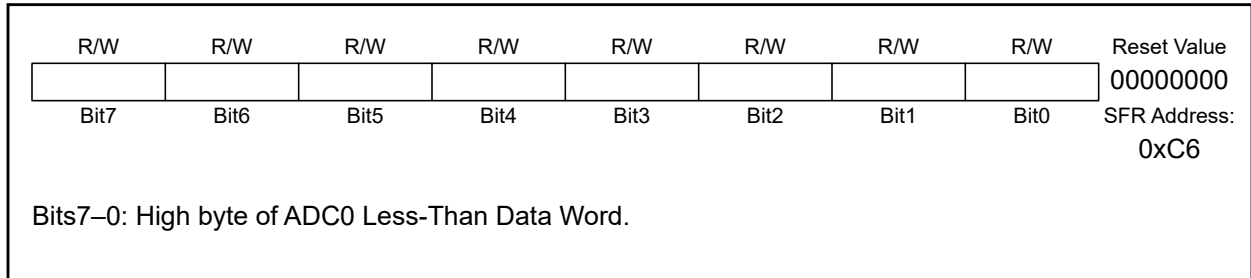 R/W R/W R/W R/W R/W R/W R/W R/W Reset Value
00000000
Bit7 Bit6 Bit5 Bit4 Bit3 Bit2 Bit1 Bit0 SFR Address:
0xC6
Bits7–0: High byte of ADC0 Less-Than Data Word.